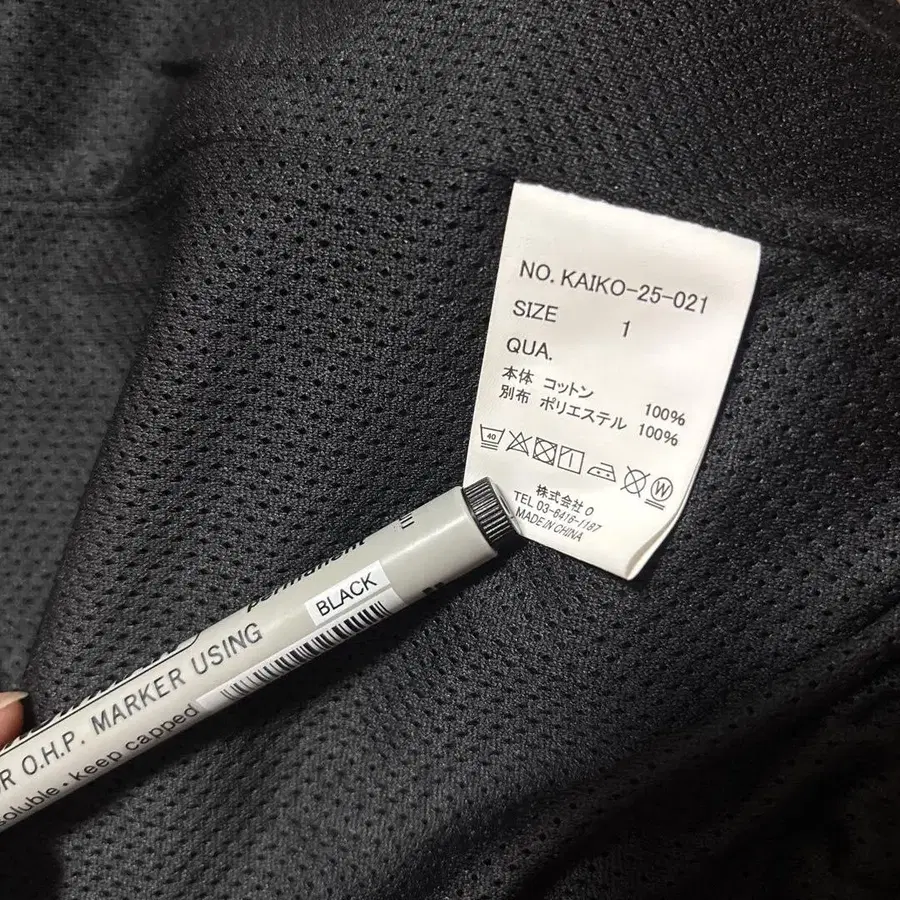 NO. KAIKO-25-021
SIZE 1
QUA.
本体 コットン 100%
別布 ポリエステル 100%
40
W
株式会社 O
TEL 03-6416-1187
MADE IN CHINA
permanent
BLACK
O.H.P. MARKER USING
soluble・keep capped